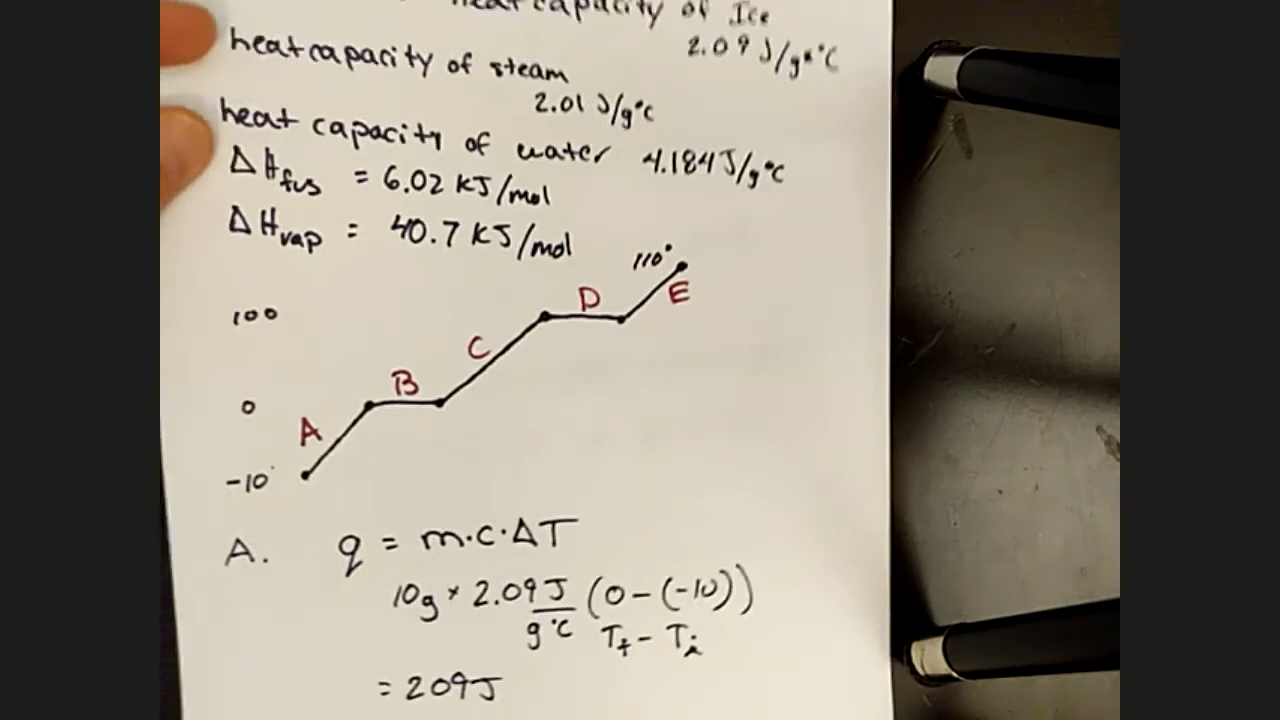 heat capacity of Ice
2.09 J/g°C
heat capacity of steam
2.01 J/g°C
heat capacity of water 4.184 J/g°C
ΔHfus = 6.02 KJ/mol
ΔHvap = 40.7 KJ/mol
110°
100 D E
C
0 B
A
-10°
A. q = m·c·ΔT
10g × 2.09 J/g°C (0 - (-10))
Tf - Ti
= 209J